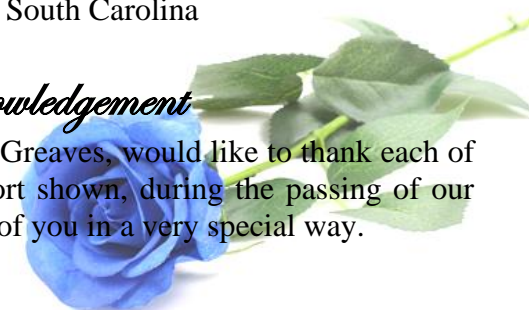 South Carolina
owledgement
Greaves, would like to thank each of
ort shown, during the passing of our
of you in a very special way.